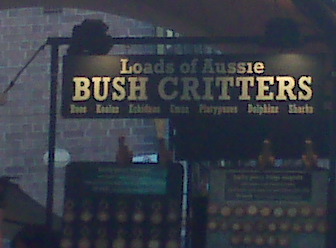 Loads of Aussie
BUSH CRITTERS
Roos Koalas Echidnas Emus Platypuses Dolphins Sharks